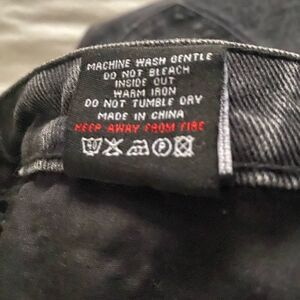 MACHINE WASH GENTLE
DO NOT BLEACH
INSIDE OUT
WARM IRON
DO NOT TUMBLE DRY
MADE IN CHINA
KEEP AWAY FROM FIRE